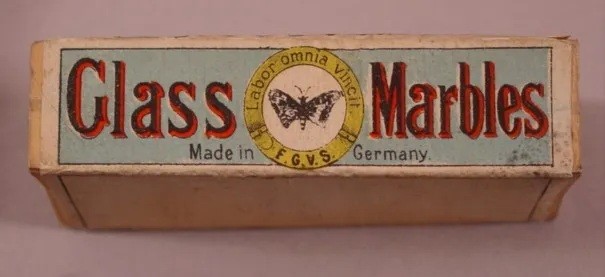 Glass Marbles
Labor omnia vincit
Made in Germany.
F.G.V.S.